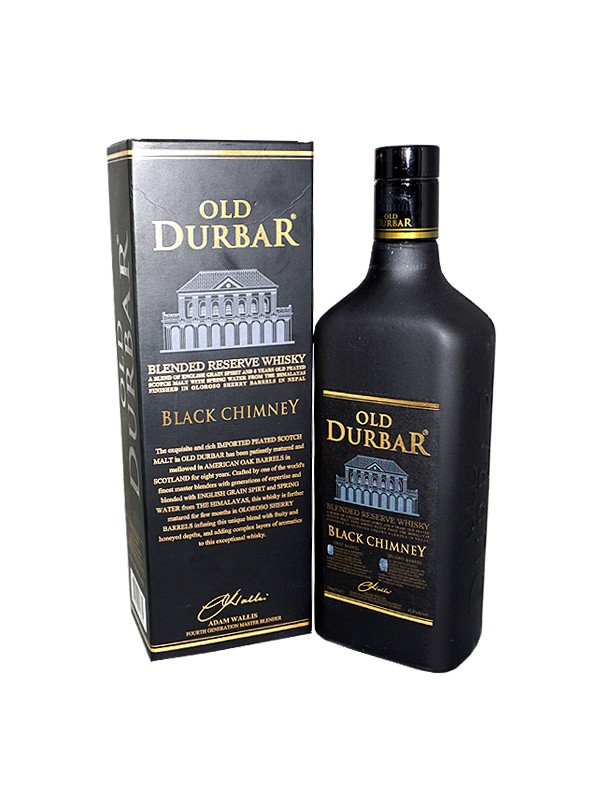 OLD
DURBAR®
BLENDED RESERVE WHISKY
A BLEND OF ENGLISH GRAIN SPIRIT AND 8 YEARS OLD PEATED
SCOTCH MALT WITH SPRING WATER FROM THE HIMALAYAS
FINISHED IN OLOROSO SHERRY BARRELS IN NEPAL
BLACK CHIMNEY
The exquisite and rich IMPORTED PEATED SCOTCH
MALT in OLD DURBAR has been patiently matured and
mellowed in AMERICAN OAK BARRELS in
SCOTLAND for eight years. Crafted by one of the world's
finest master blenders with generations of expertise and
blended with ENGLISH GRAIN SPIRT and SPRING
WATER from THE HIMALAYAS, this whisky is further
matured for few months in OLOROSO SHERRY
BARRELS infusing this unique blend with fruity and
honeyed depths, and adding complex layers of aromatics
to this exceptional whisky.
ADAM WALLIS
FOURTH GENERATION MASTER BLENDER
OLD DURBAR
OLD
DURBAR
OLD
DURBAR®
BLENDED RESERVE WHISKY
BLACK CHIMNEY